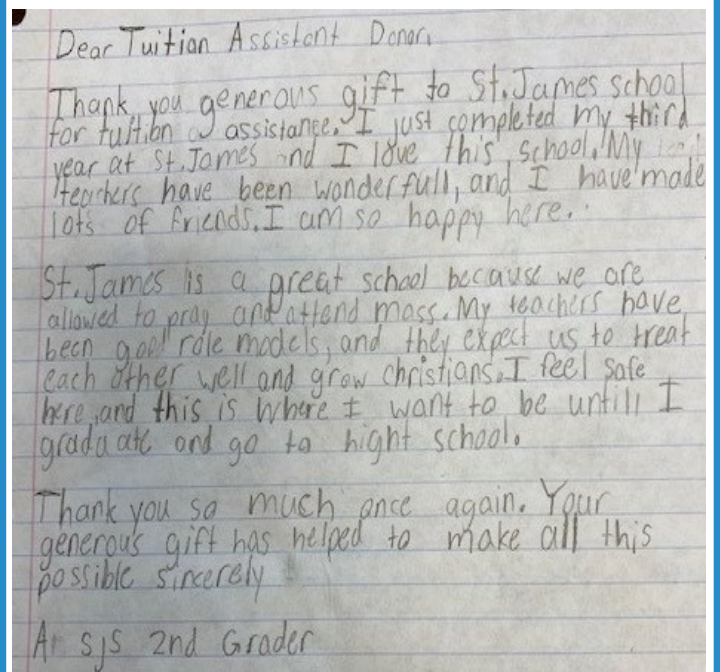 Dear Tuition Assistant Donor,
Thank you generous gift to St. James school
for tuition assistance. I just completed my third
year at St. James and I love this school. My
teachers have been wonderfull, and I have made
lots of friends. I am so happy here.
St. James is a great school because we are
allowed to pray and attend mass. My teachers have
been good role models, and they expect us to treat
each other well and grow christians. I feel safe
here, and this is where I want to be untill I
graduate and go to hight school.
Thank you so much once again. Your
generous gift has helped to make all this
possible sincerely
A SJS 2nd Grader